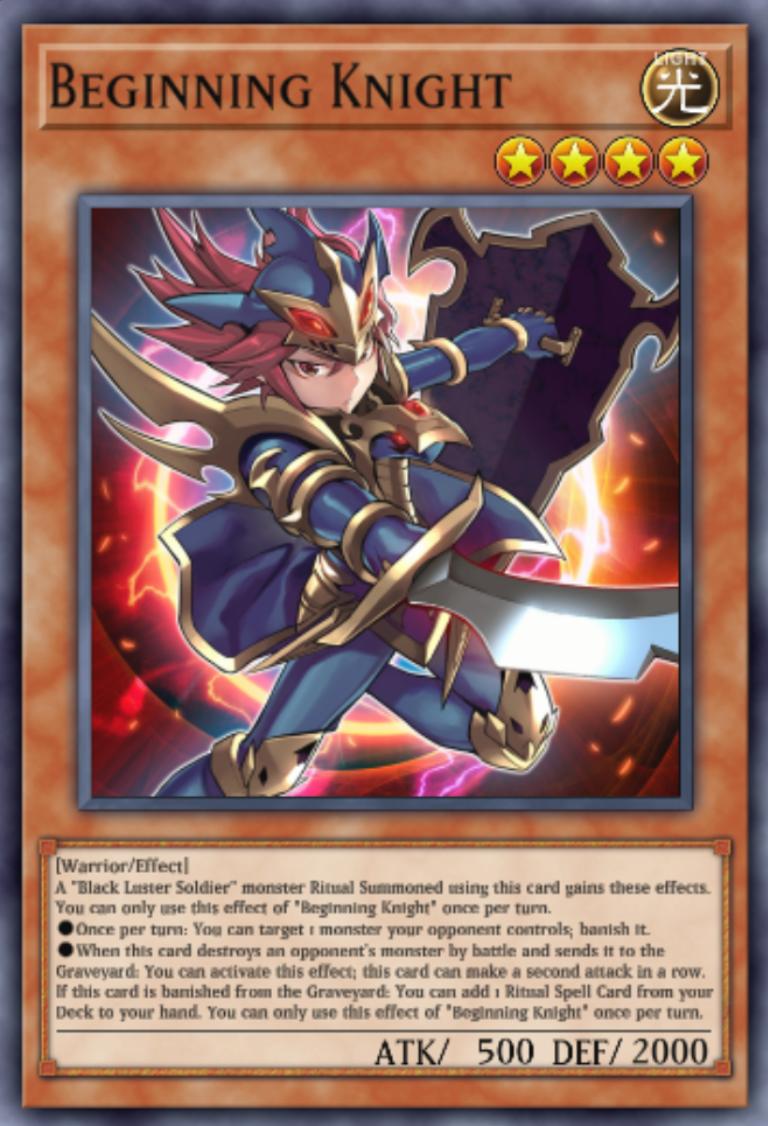 BEGINNING KNIGHT
LIGHT
光
[Warrior/Effect]
A "Black Luster Soldier" monster Ritual Summoned using this card gains these effects.
You can only use this effect of "Beginning Knight" once per turn.
●Once per turn: You can target 1 monster your opponent controls; banish it.
●When this card destroys an opponent's monster by battle and sends it to the
Graveyard: You can activate this effect; this card can make a second attack in a row.
If this card is banished from the Graveyard: You can add 1 Ritual Spell Card from your
Deck to your hand. You can only use this effect of "Beginning Knight" once per turn.
ATK/ 500 DEF/ 2000